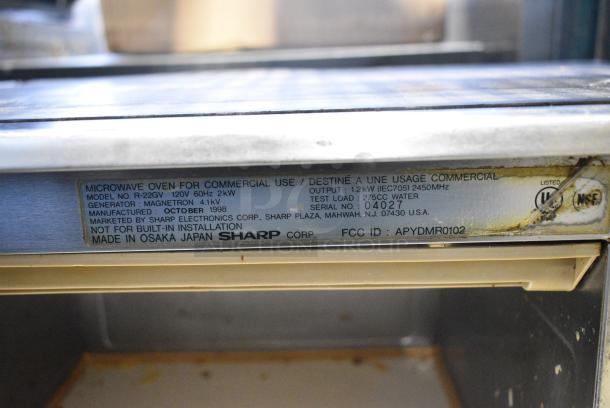 MICROWAVE OVEN FOR COMMERCIAL USE / DESTINÉ A UNE USAGE COMMERCIAL
MODEL NO. R-22GV 120V 60Hz 2kW OUTPUT 1.2kW (IEC705) 2450MHz
GENERATOR : MAGNETRON 4.1kV TEST LOAD : 275CC WATER
MANUFACTURED OCTOBER 1998 SERIAL NO. 04027
MARKETED BY SHARP ELECTRONICS CORP., SHARP PLAZA, MAHWAH, N.J. 07430 U.S.A.
NOT FOR BUILT-IN INSTALLATION
MADE IN OSAKA JAPAN SHARP CORP. FCC ID : APYDMR0102
LISTED
UL
NSF